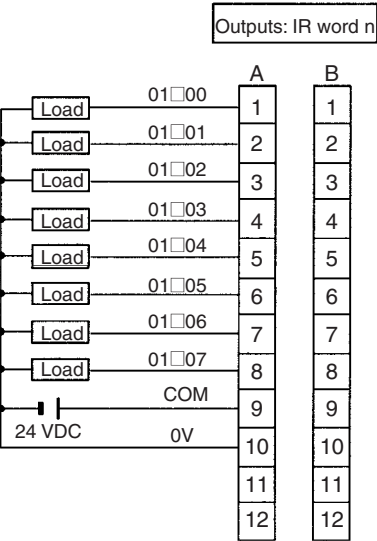 Outputs: IR word n
A B
Load 01□00 1 1
Load 01□01 2 2
Load 01□02 3 3
Load 01□03 4 4
Load 01□04 5 5
Load 01□05 6 6
Load 01□06 7 7
Load 01□07 8 8
COM 9 9
24 VDC 0V 10 10
11 11
12 12